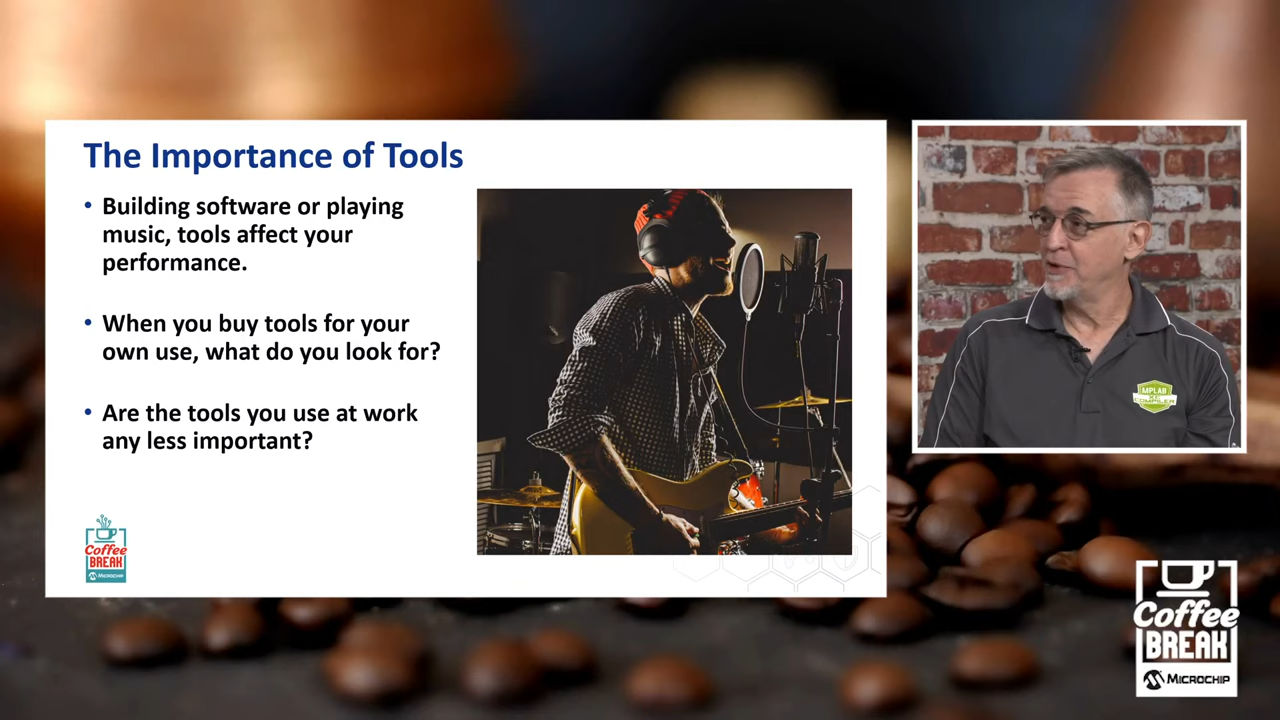 The Importance of Tools
• Building software or playing
music, tools affect your
performance.
• When you buy tools for your
own use, what do you look for?
• Are the tools you use at work
any less important?
Coffee
BREAK
MICROCHIP
MPLAB
COMPILER
Coffee
BREAK
MICROCHIP